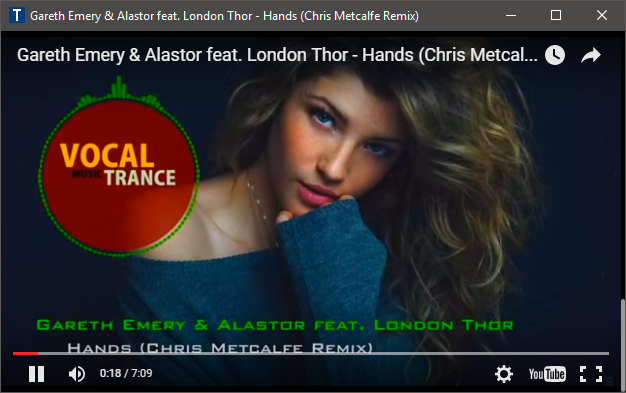 T Gareth Emery & Alastor feat. London Thor - Hands (Chris Metcalfe Remix)
Gareth Emery & Alastor feat. London Thor - Hands (Chris Metcal...
VOCAL
MUSIC TRANCE
Gareth Emery & Alastor feat. London Thor
Hands (Chris Metcalfe Remix)
0:18 / 7:09
YouTube